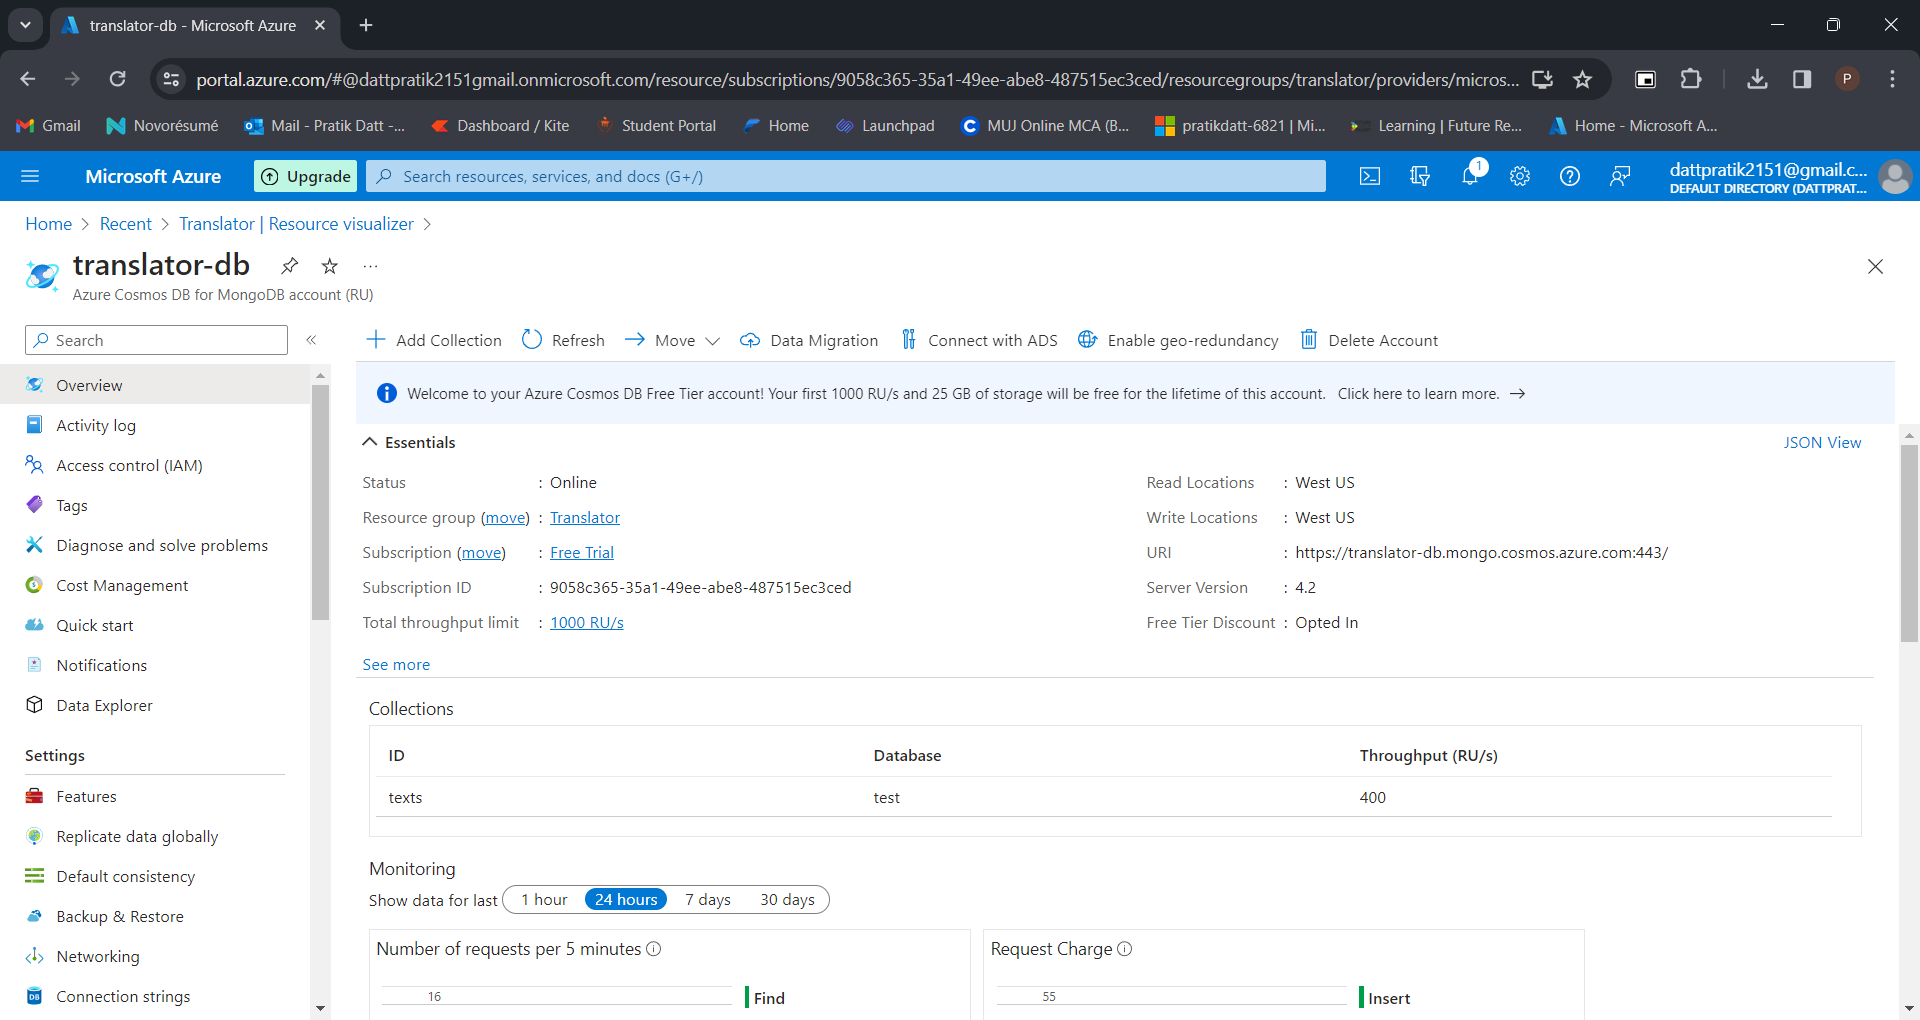 translator-db - Microsoft Azure
portal.azure.com/#@dattpratik2151gmail.onmicrosoft.com/resource/subscriptions/9058c365-35a1-49ee-abe8-487515ec3ced/resourcegroups/translator/providers/micros...
P
Gmail
Novorésumé
Mail - Pratik Datt -...
Dashboard / Kite
Student Portal
Home
Launchpad
MUJ Online MCA (B...
pratikdatt-6821 | Mi...
Learning | Future Re...
Home - Microsoft A...
Microsoft Azure
Upgrade
Search resources, services, and docs (G+/)
1
dattpratik2151@gmail.c...
DEFAULT DIRECTORY (DATTPRAT...
Home > Recent > Translator | Resource visualizer >
translator-db
...
Azure Cosmos DB for MongoDB account (RU)
Search
«
Add Collection
Refresh
Move
Data Migration
Connect with ADS
Enable geo-redundancy
Delete Account
Overview
Activity log
Access control (IAM)
Tags
Diagnose and solve problems
Cost Management
Quick start
Notifications
Data Explorer
Settings
Features
Replicate data globally
Default consistency
Backup & Restore
Networking
Connection strings
Welcome to your Azure Cosmos DB Free Tier account! Your first 1000 RU/s and 25 GB of storage will be free for the lifetime of this account. Click here to learn more. →
Essentials
JSON View
Status : Online
Resource group (move) : Translator
Subscription (move) : Free Trial
Subscription ID : 9058c365-35a1-49ee-abe8-487515ec3ced
Total throughput limit : 1000 RU/s
See more
Read Locations : West US
Write Locations : West US
URI : https://translator-db.mongo.cosmos.azure.com:443/
Server Version : 4.2
Free Tier Discount : Opted In
Collections
ID Database Throughput (RU/s)
texts test 400
Monitoring
Show data for last 1 hour 24 hours 7 days 30 days
Number of requests per 5 minutes
16
Find
Request Charge
55
Insert